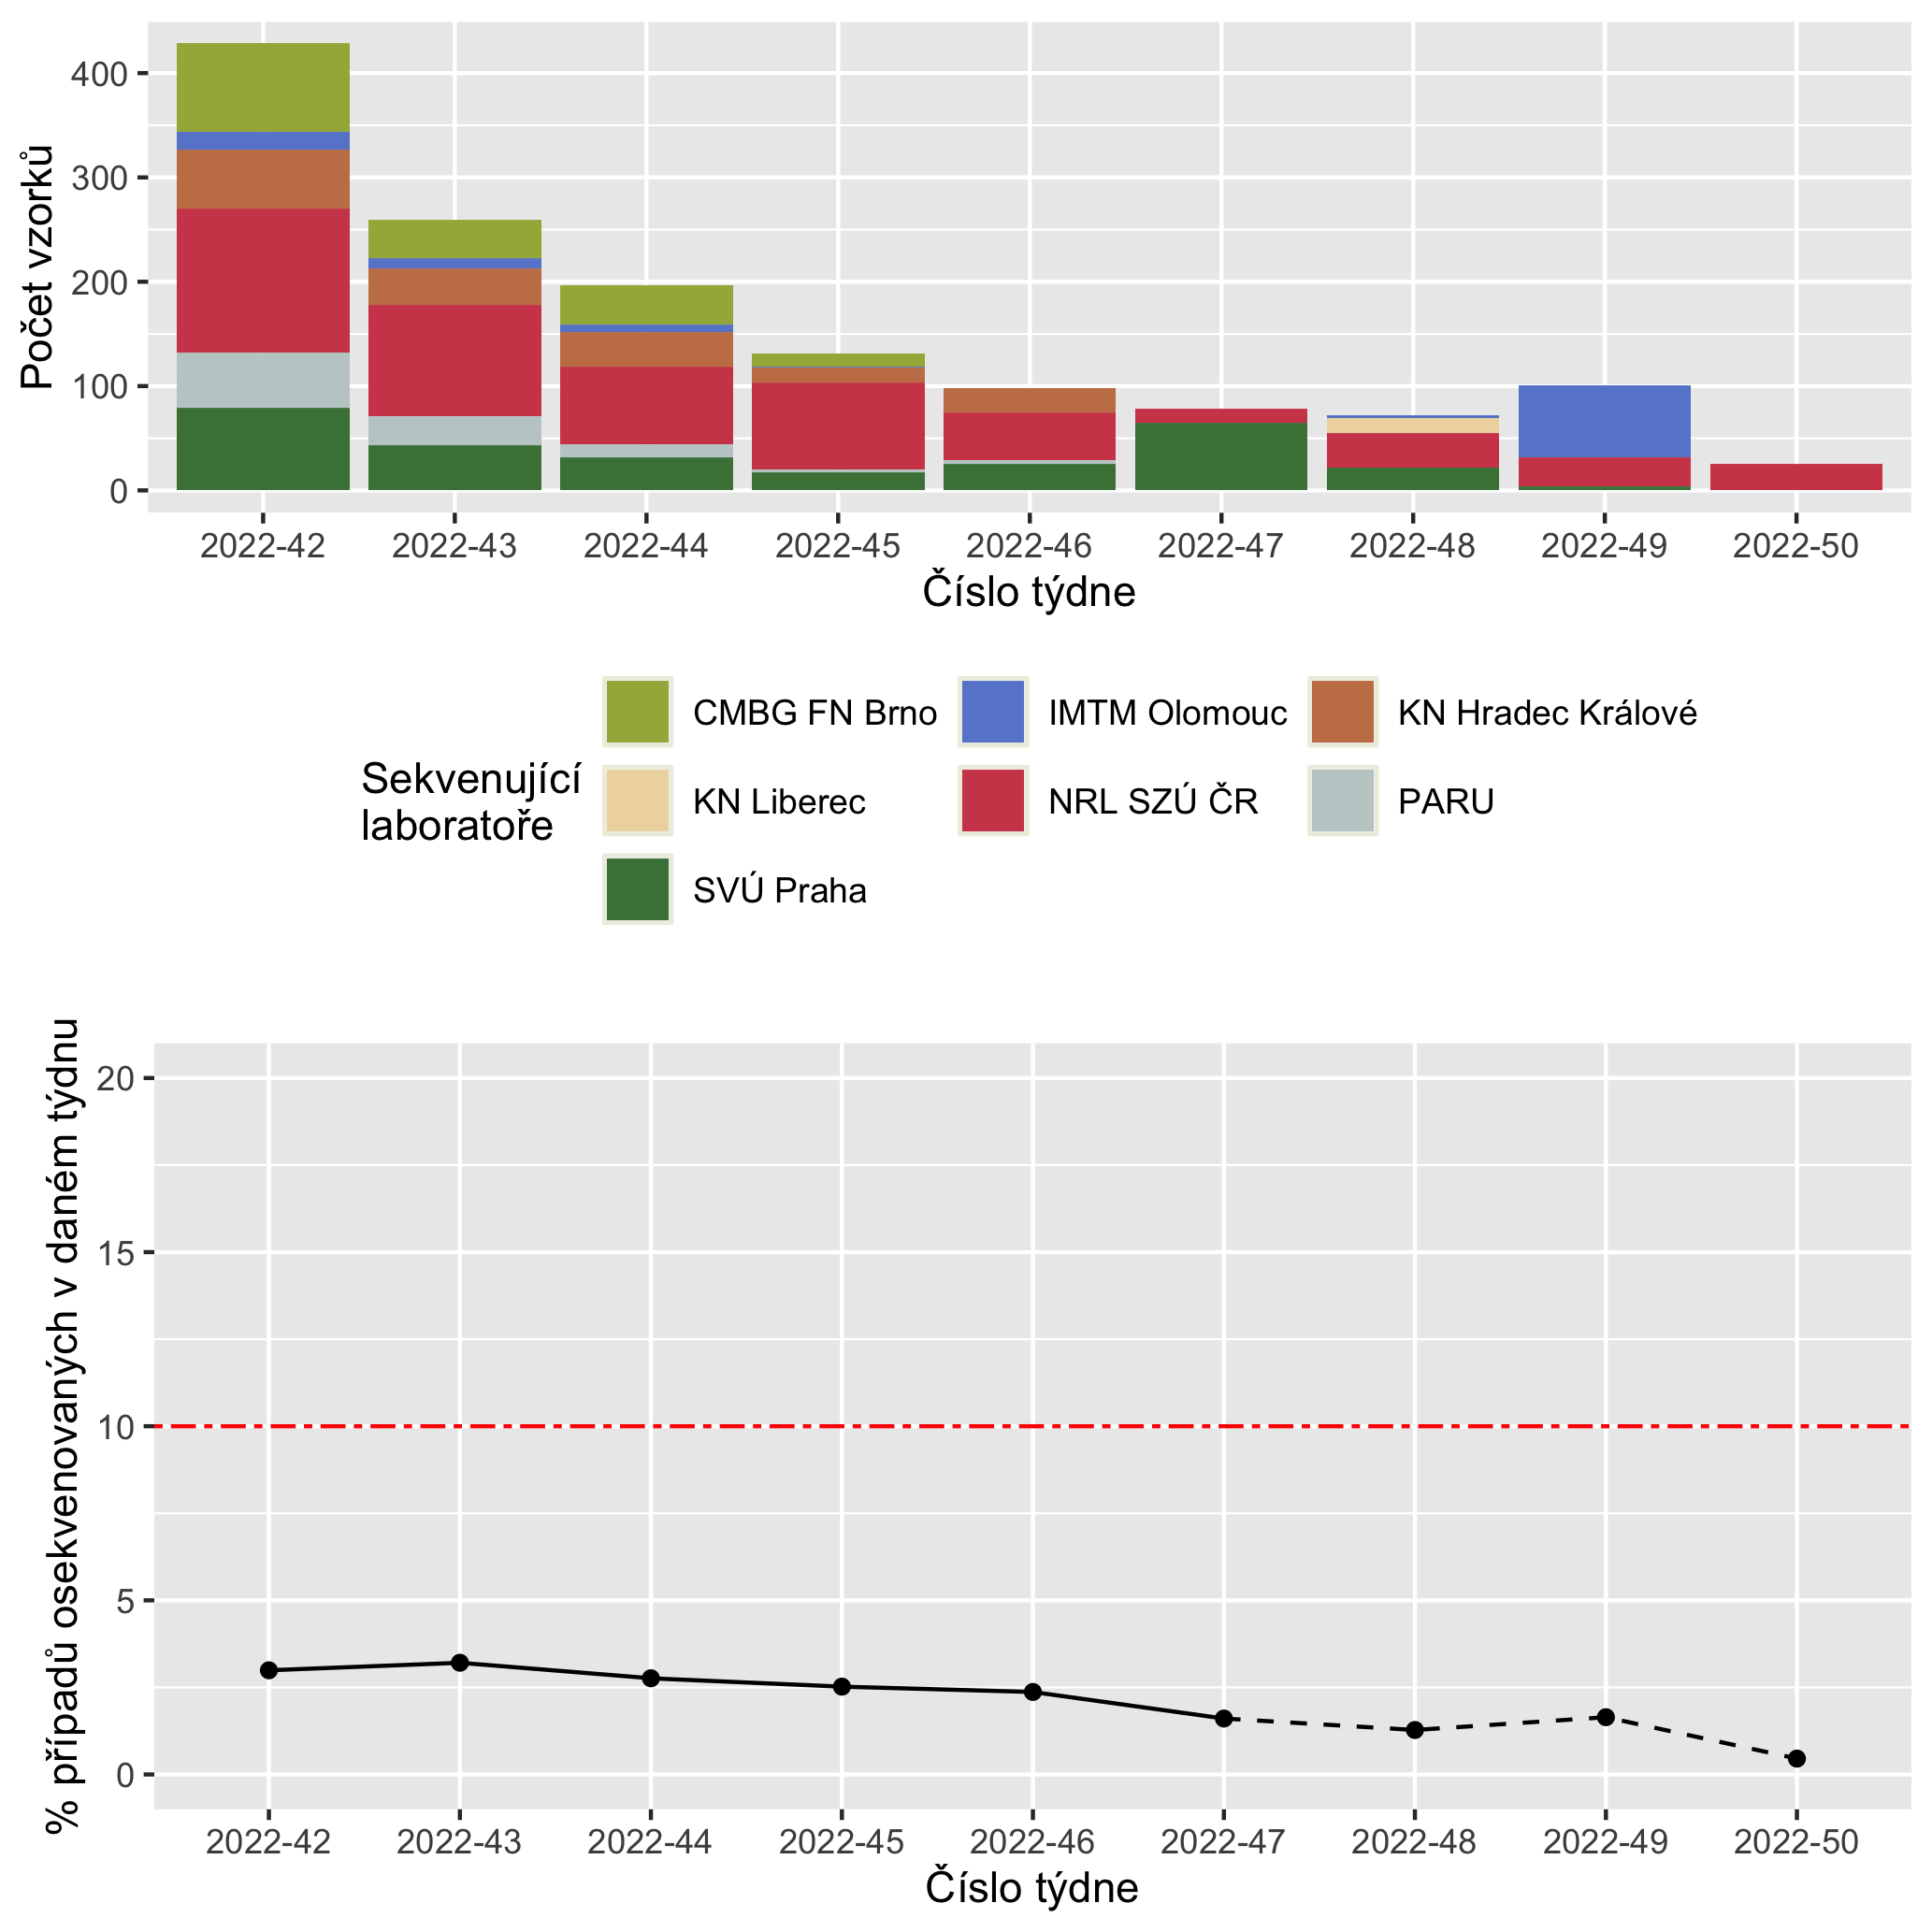 Počet vzorků
400
300
200
100
0
2022-42 2022-43 2022-44 2022-45 2022-46 2022-47 2022-48 2022-49 2022-50
Číslo týdne
Sekvenující
laboratoře
CMBG FN Brno IMTM Olomouc KN Hradec Králové
KN Liberec NRL SZÚ ČR PARU
SVÚ Praha
% případů osekvenovaných v daném týdnu
20
15
10
5
0
2022-42 2022-43 2022-44 2022-45 2022-46 2022-47 2022-48 2022-49 2022-50
Číslo týdne